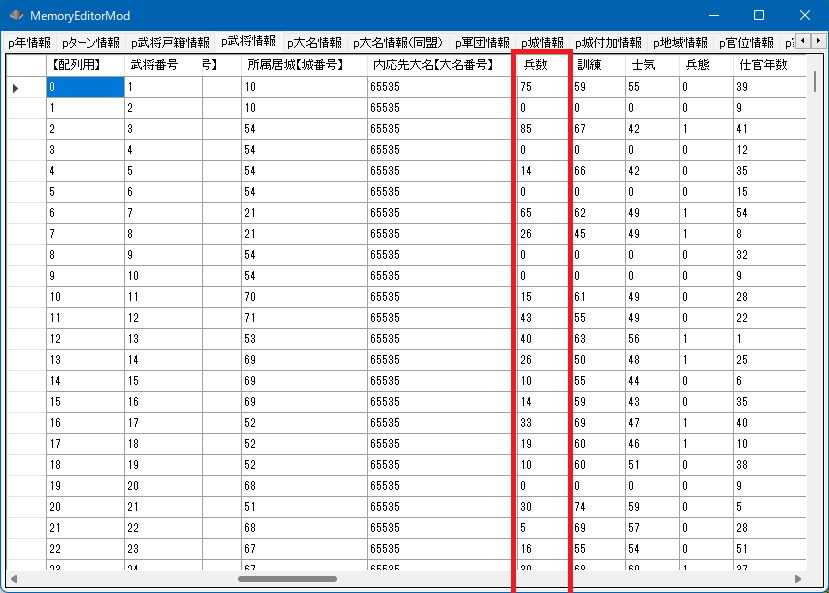 MemoryEditorMod
p年情報 pターン情報 p武将戸籍情報 p武将情報 p大名情報 p大名情報(同盟) p軍団情報 p城情報 p城付加情報 p地域情報 p官位情報
【配列用】 武将番号 号】 所属居城【城番号】 内応先大名【大名番号】 兵数 訓練 士気 兵態 仕官年数
0 1 10 65535 75 59 55 0 39
1 2 10 65535 0 0 0 0 9
2 3 54 65535 85 67 42 1 41
3 4 54 65535 0 0 0 0 12
4 5 54 65535 14 66 42 0 35
5 6 54 65535 0 0 0 0 15
6 7 21 65535 65 62 49 1 54
7 8 21 65535 26 45 49 1 8
8 9 54 65535 0 0 0 0 32
9 10 54 65535 0 0 0 0 9
10 11 70 65535 15 61 49 0 28
11 12 71 65535 43 55 49 0 22
12 13 53 65535 40 63 56 1 1
13 14 69 65535 26 50 48 1 25
14 15 69 65535 10 55 44 0 6
15 16 69 65535 14 59 43 0 35
16 17 52 65535 33 69 47 1 40
17 18 52 65535 19 60 46 1 10
18 19 52 65535 10 60 51 0 38
19 20 68 65535 0 0 0 0 9
20 21 51 65535 30 74 59 0 5
21 22 68 65535 5 69 57 0 28
22 23 67 65535 16 55 54 0 51
23 24 67 65535 30 68 60 1 37